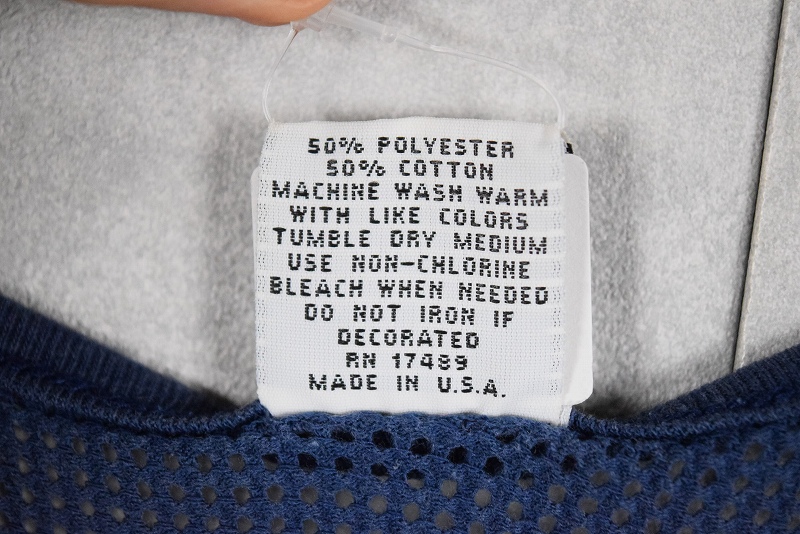 50% POLYESTER
50% COTTON
MACHINE WASH WARM
WITH LIKE COLORS
TUMBLE DRY MEDIUM
USE NON-CHLORINE
BLEACH WHEN NEEDED
DO NOT IRON IF
DECORATED
RN 17489
MADE IN U.S.A.